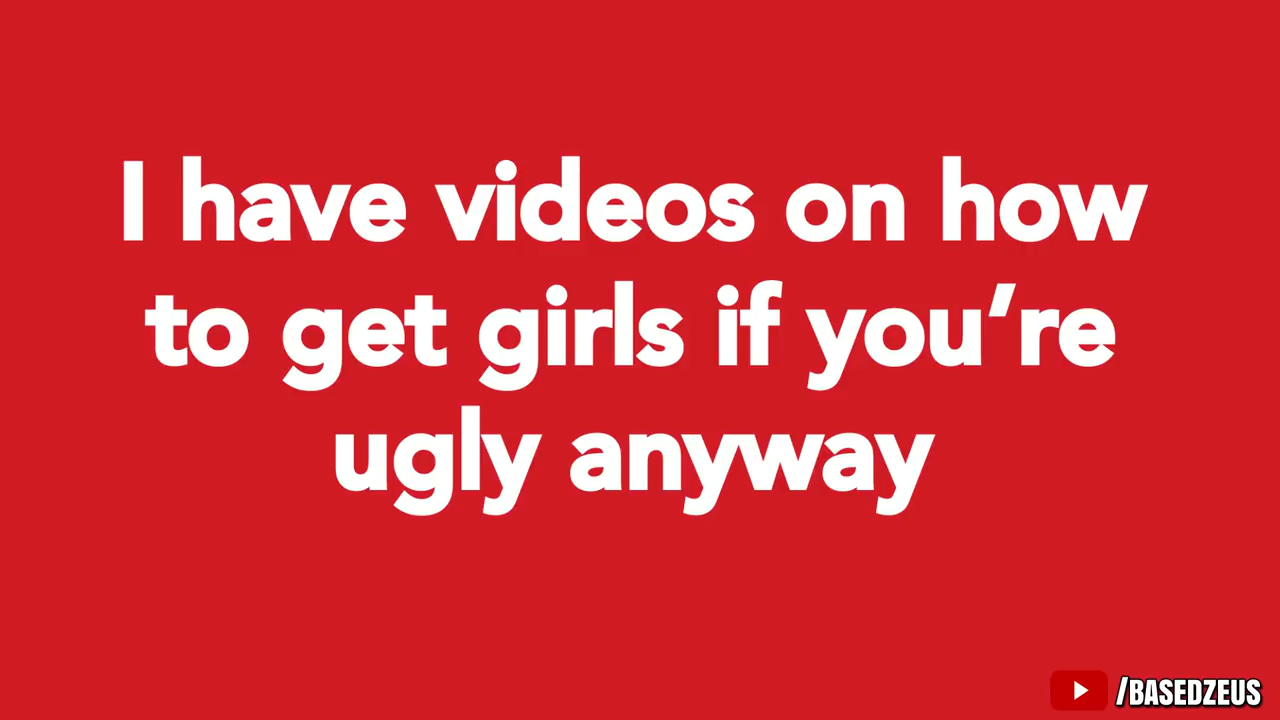 I have videos on how
to get girls if you’re
ugly anyway
/BASEDZEUS